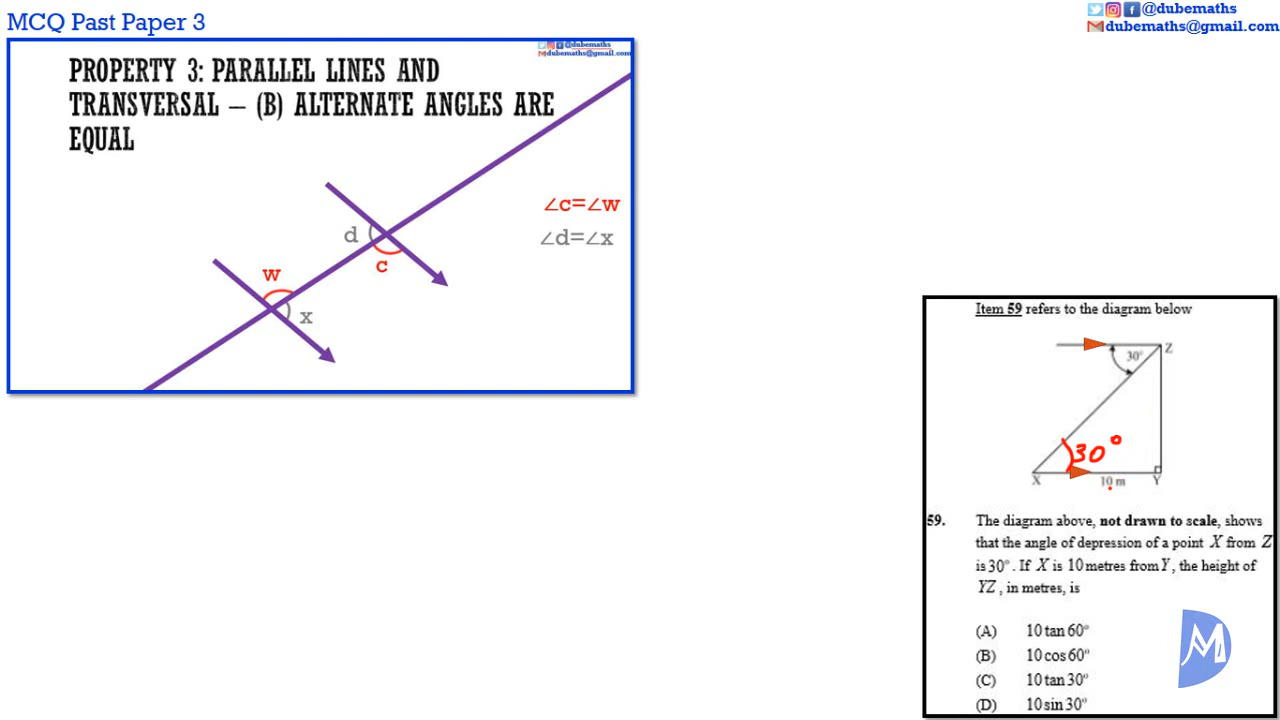 MCQ Past Paper 3
@dubemaths
dubemaths@gmail.com
@dubemaths
dubemaths@gmail.com
PROPERTY 3: PARALLEL LINES AND
TRANSVERSAL – (B) ALTERNATE ANGLES ARE
EQUAL
∠c=∠w
∠d=∠x
d
c
w
x
Item 59 refers to the diagram below
30°
Z
30°
X
10 m
Y
59. The diagram above, not drawn to scale, shows
that the angle of depression of a point X from Z
is 30°. If X is 10 metres from Y, the height of
YZ, in metres, is
(A) 10 tan 60°
(B) 10 cos 60°
(C) 10 tan 30°
(D) 10 sin 30°
M